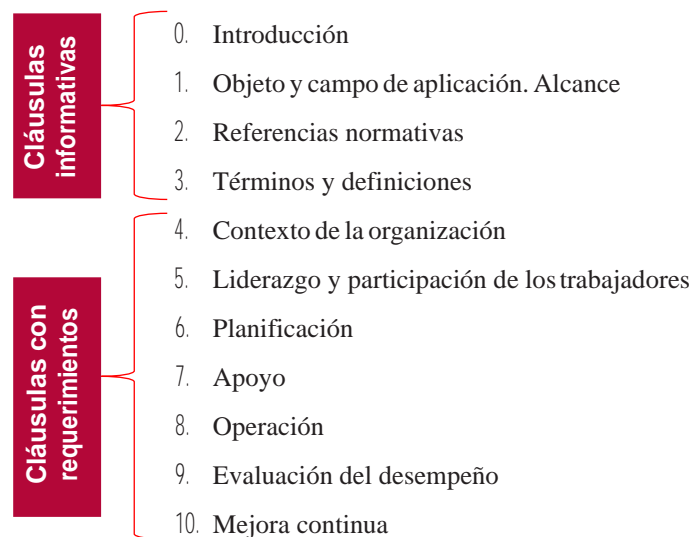 Cláusulas
informativas
0. Introducción
1. Objeto y campo de aplicación. Alcance
2. Referencias normativas
3. Términos y definiciones
Cláusulas con
requerimientos
4. Contexto de la organización
5. Liderazgo y participación de los trabajadores
6. Planificación
7. Apoyo
8. Operación
9. Evaluación del desempeño
10. Mejora continua